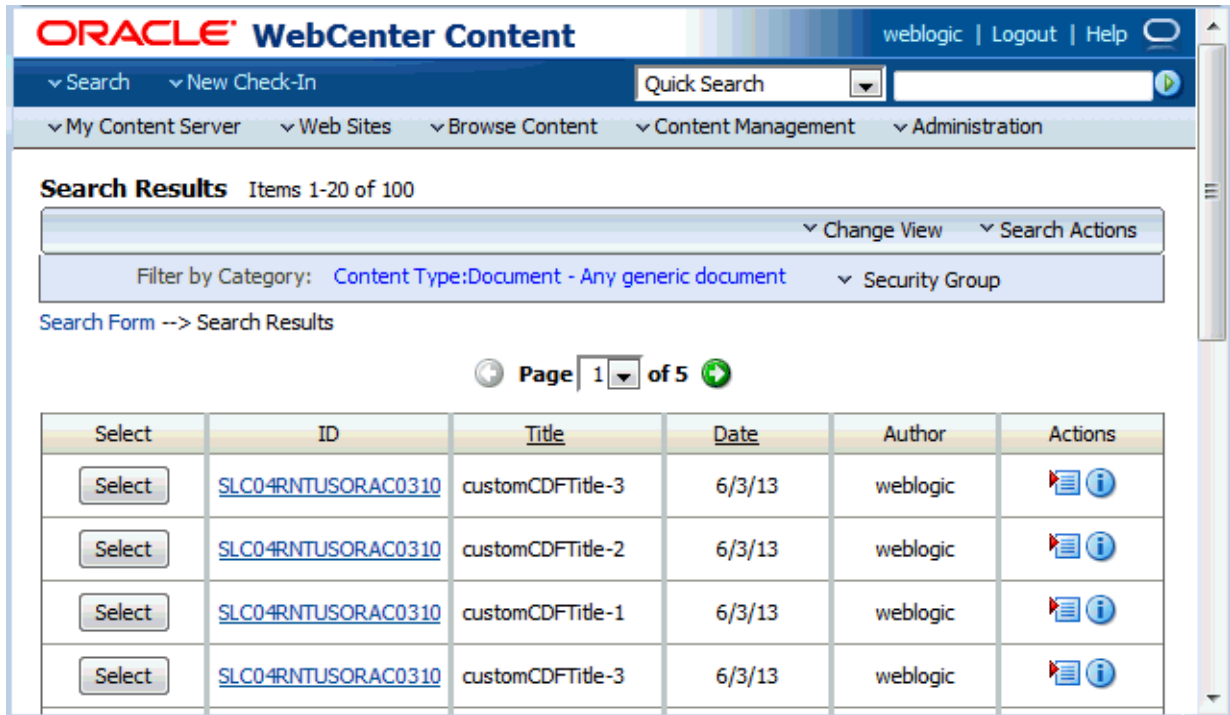 ORACLE WebCenter Content weblogic | Logout | Help
Search New Check-In Quick Search
My Content Server Web Sites Browse Content Content Management Administration
Search Results Items 1-20 of 100
Change View Search Actions
Filter by Category: Content Type:Document - Any generic document Security Group
Search Form --> Search Results
Page 1 of 5
Select ID Title Date Author Actions
Select SLC04RNTUSORAC0310 customCDFTitle-3 6/3/13 weblogic
Select SLC04RNTUSORAC0310 customCDFTitle-2 6/3/13 weblogic
Select SLC04RNTUSORAC0310 customCDFTitle-1 6/3/13 weblogic
Select SLC04RNTUSORAC0310 customCDFTitle-3 6/3/13 weblogic